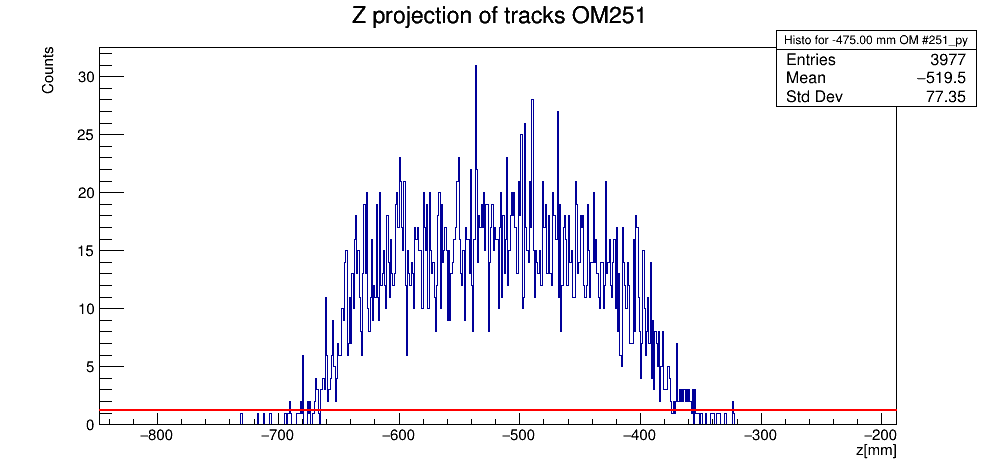 Z projection of tracks OM251
Histo for -475.00 mm OM #251_py
Entries 3977
Mean −519.5
Std Dev 77.35
Counts
30
25
20
15
10
5
0
−800 −700 −600 −500 −400 −300 −200
z[mm]